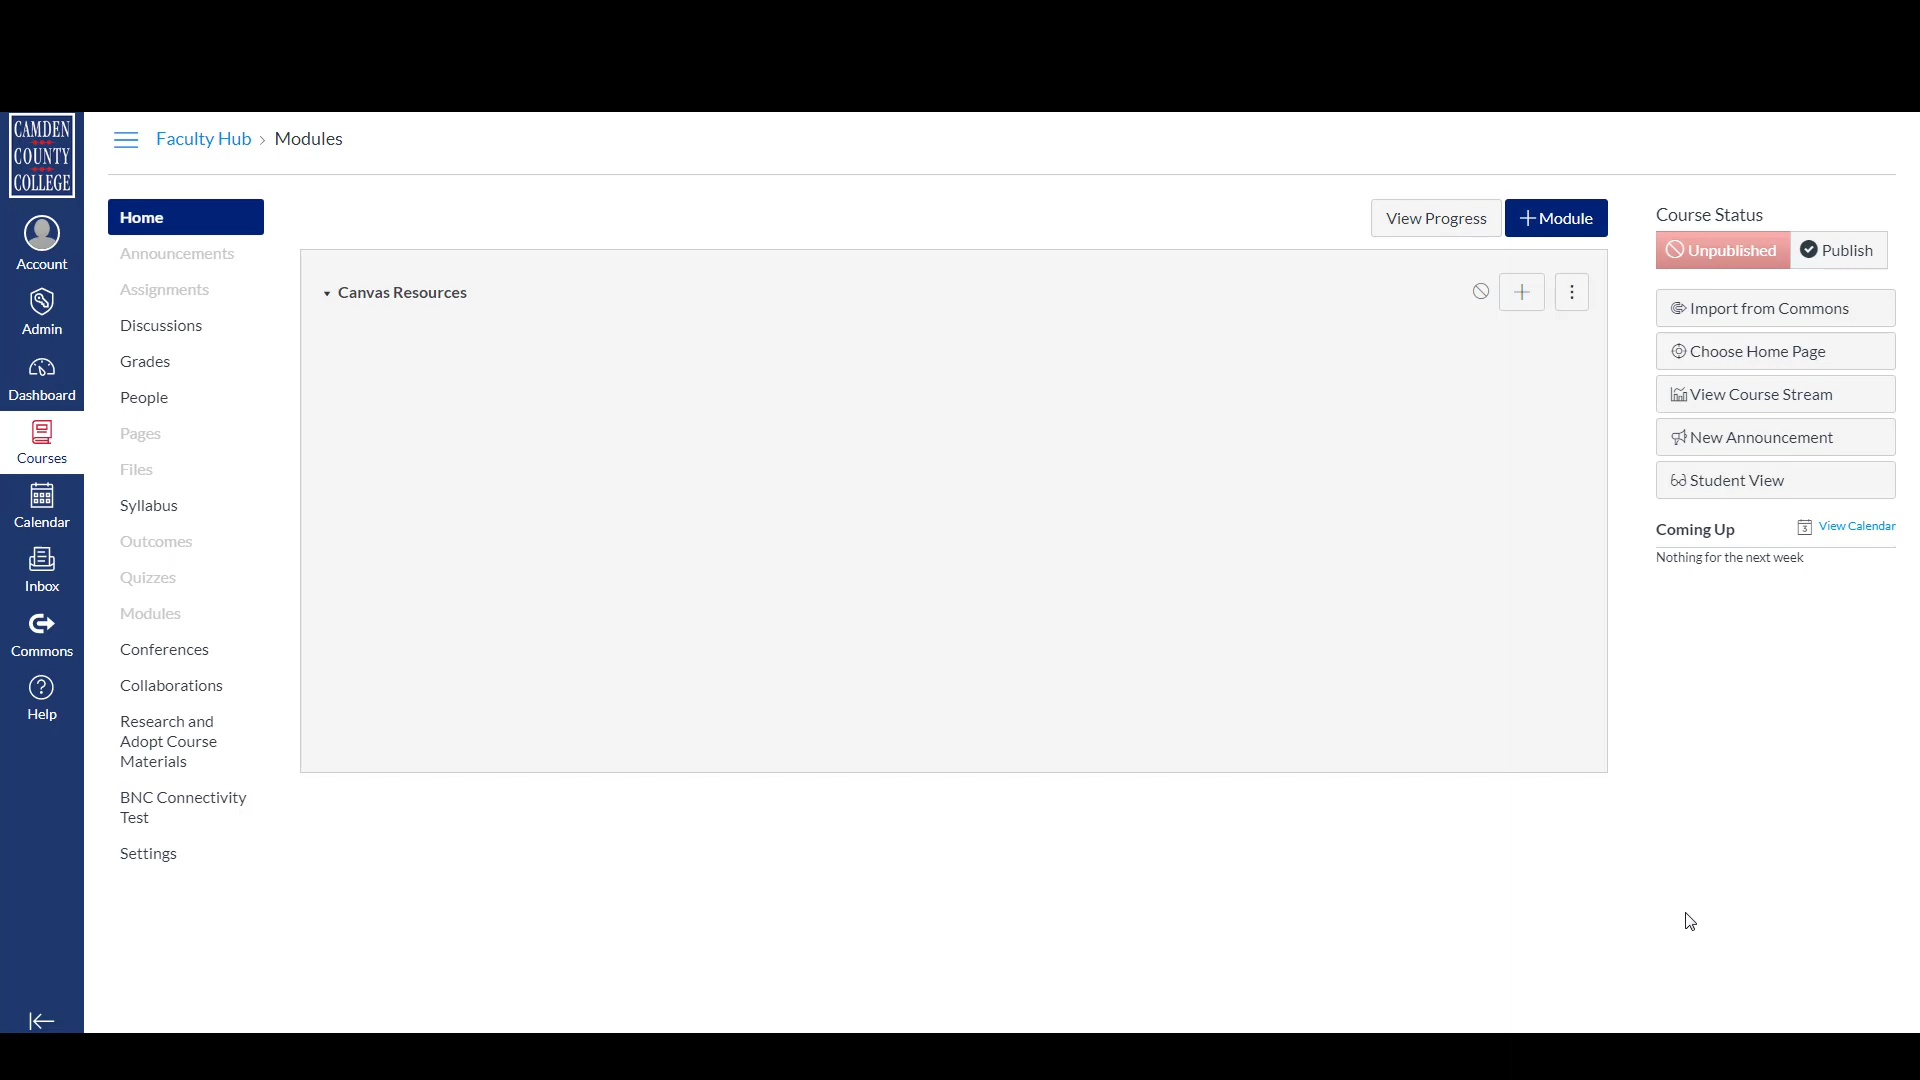 CAMDEN
COUNTY
COLLEGE
Account
Admin
Dashboard
Courses
Calendar
Inbox
Commons
Help
Faculty Hub › Modules
Home
Announcements
Assignments
Discussions
Grades
People
Pages
Files
Syllabus
Outcomes
Quizzes
Modules
Conferences
Collaborations
Research and
Adopt Course
Materials
BNC Connectivity
Test
Settings
View Progress
+ Module
Canvas Resources
Course Status
Unpublished
Publish
Import from Commons
Choose Home Page
View Course Stream
New Announcement
Student View
Coming Up
3 View Calendar
Nothing for the next week